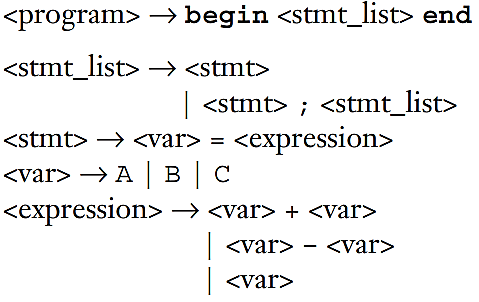 <program> → begin <stmt_list> end
<stmt_list> → <stmt>
| <stmt> ; <stmt_list>
<stmt> → <var> = <expression>
<var> → A | B | C
<expression> → <var> + <var>
| <var> – <var>
| <var>